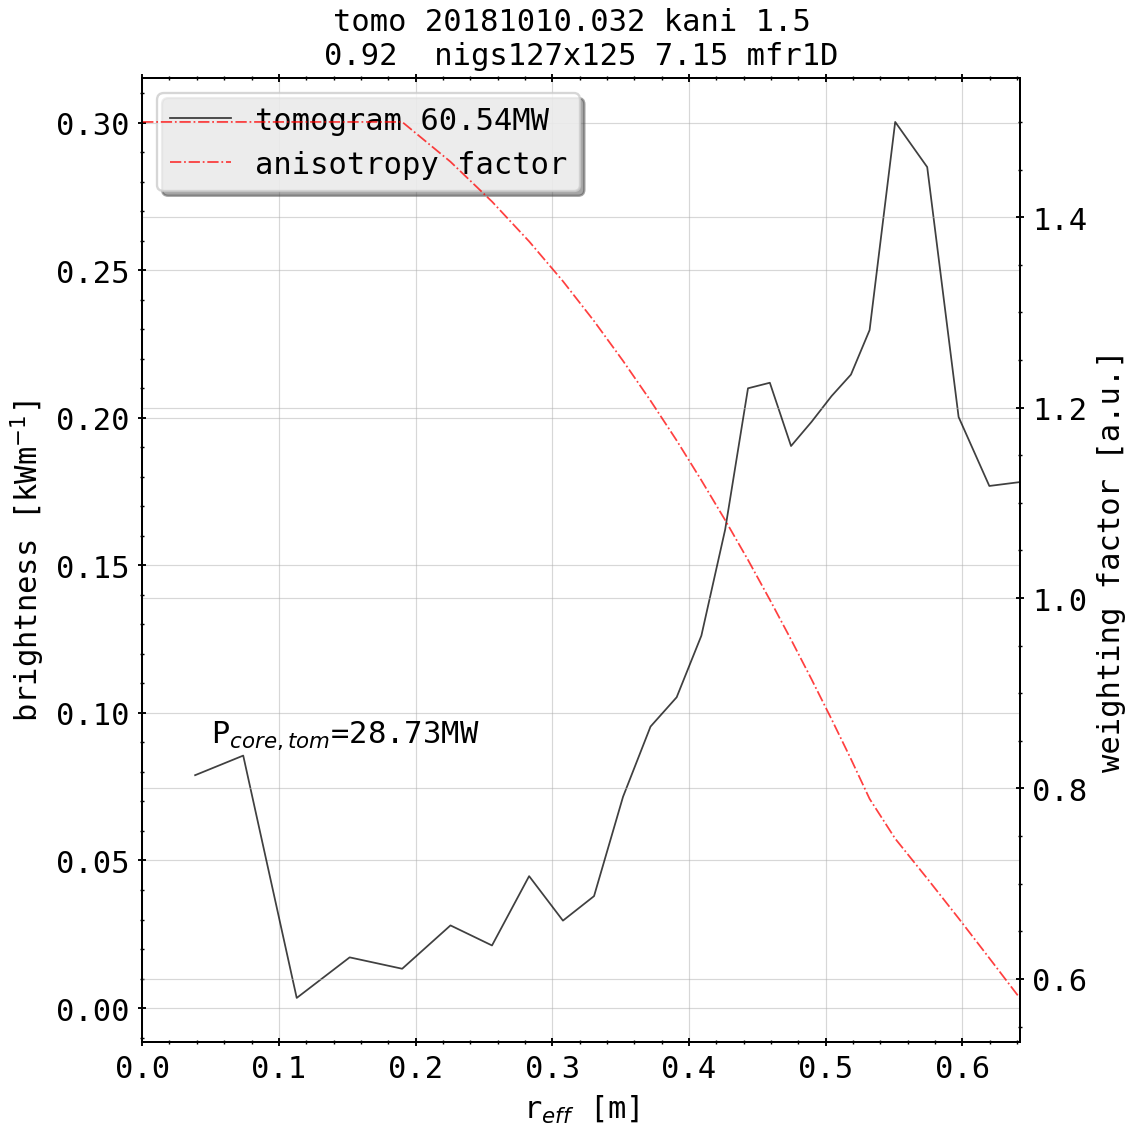 tomo 20181010.032 kani 1.5
0.92  nigs127x125 7.15 mfr1D
tomogram 60.54MW
anisotropy factor
0.30
0.25
0.20
0.15
0.10
0.05
0.00
brightness [kWm⁻¹]
P_core,tom=28.73MW
1.4
1.2
1.0
0.8
0.6
weighting factor [a.u.]
0.0 0.1 0.2 0.3 0.4 0.5 0.6
r_eff [m]